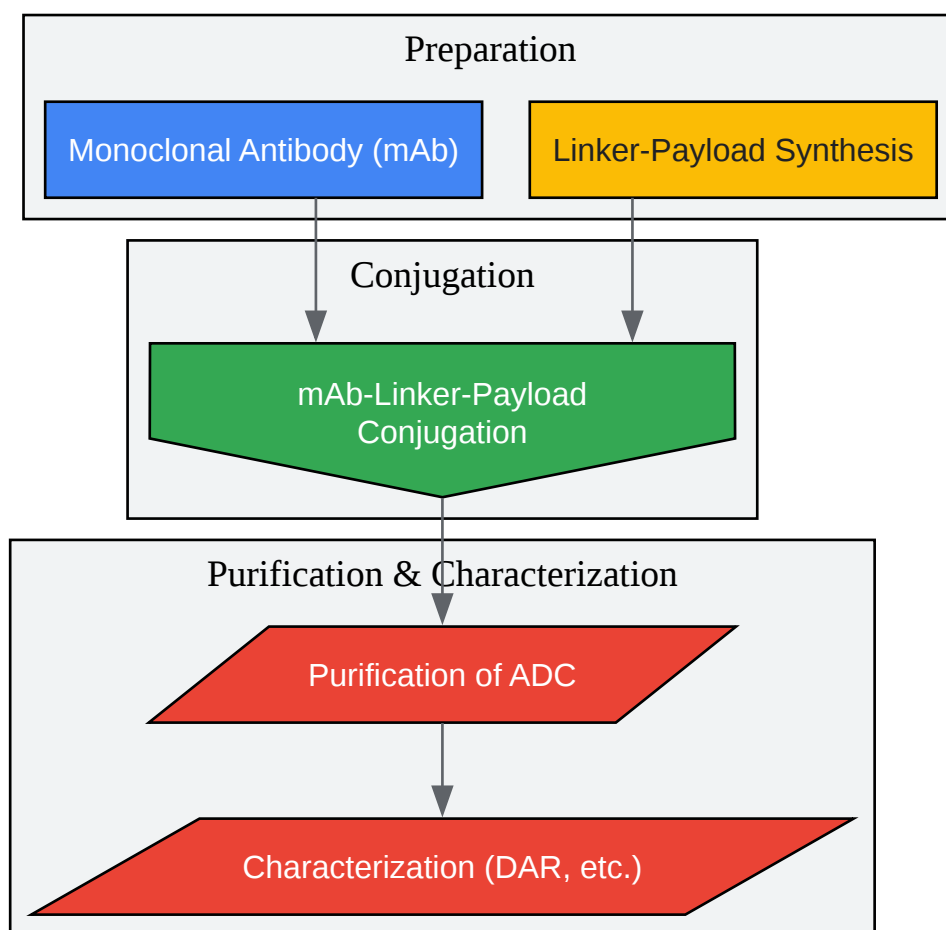 Preparation
Monoclonal Antibody (mAb)
Linker-Payload Synthesis
Conjugation
mAb-Linker-Payload
Conjugation
Purification & Characterization
Purification of ADC
Characterization (DAR, etc.)